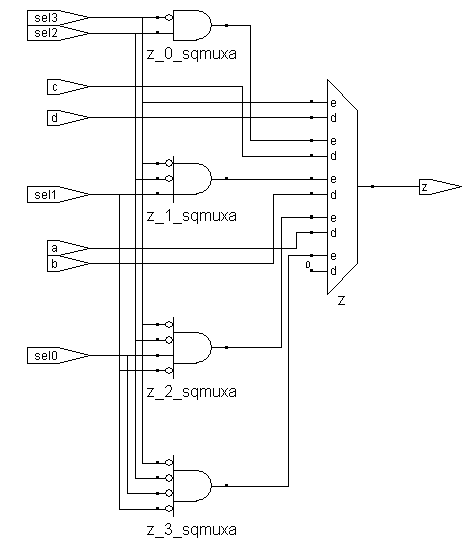 sel3
sel2
z_0_sqmuxa
c
d
e
d
e
d
z_1_sqmuxa
sel1
e
d
z
e
d
a
b
e
0
d
z
sel0
z_2_sqmuxa
z_3_sqmuxa